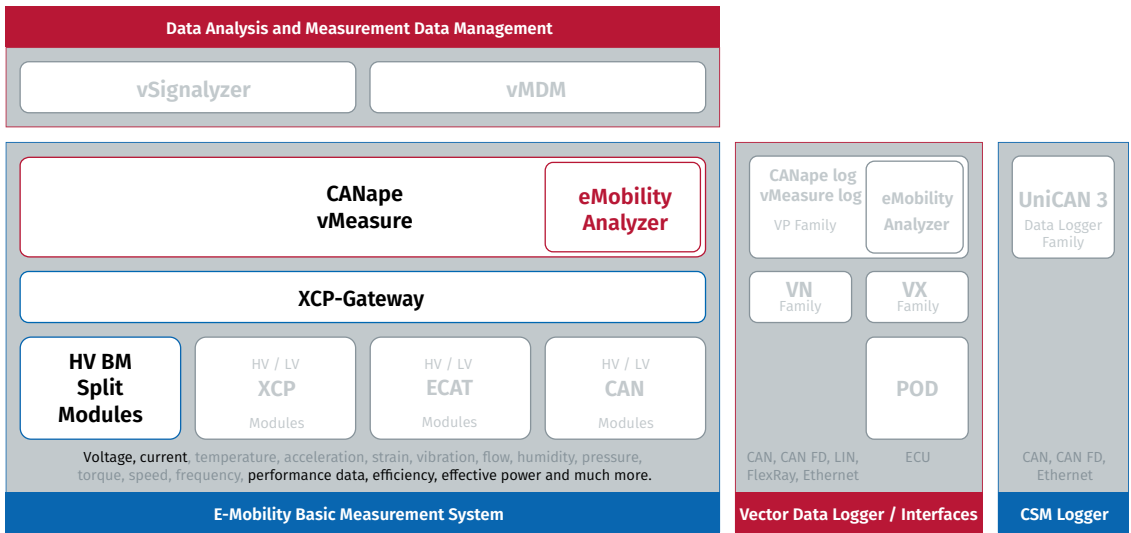 Data Analysis and Measurement Data Management
vSignalyzer
vMDM
CANape
vMeasure
eMobility
Analyzer
XCP-Gateway
HV BM
Split
Modules
HV / LV
XCP
Modules
HV / LV
ECAT
Modules
HV / LV
CAN
Modules
Voltage, current, temperature, acceleration, strain, vibration, flow, humidity, pressure,
torque, speed, frequency, performance data, efficiency, effective power and much more.
E-Mobility Basic Measurement System
CANape log
vMeasure log
VP Family
eMobility
Analyzer
VN
Family
VX
Family
POD
CAN, CAN FD, LIN,
FlexRay, Ethernet
ECU
Vector Data Logger / Interfaces
UniCAN 3
Data Logger
Family
CAN, CAN FD,
Ethernet
CSM Logger